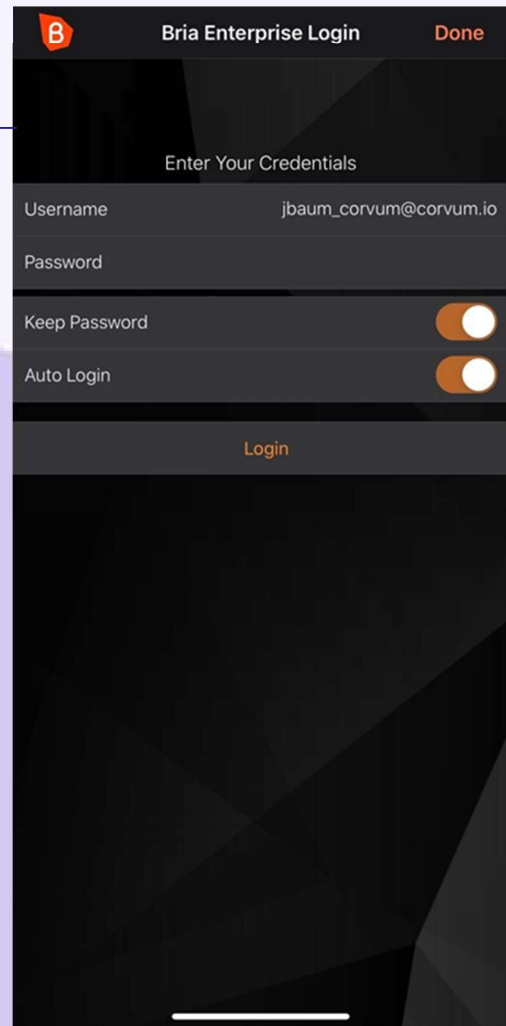 B Bria Enterprise Login Done
Enter Your Credentials
Username jbaum_corvum@corvum.io
Password
Keep Password
Auto Login
Login